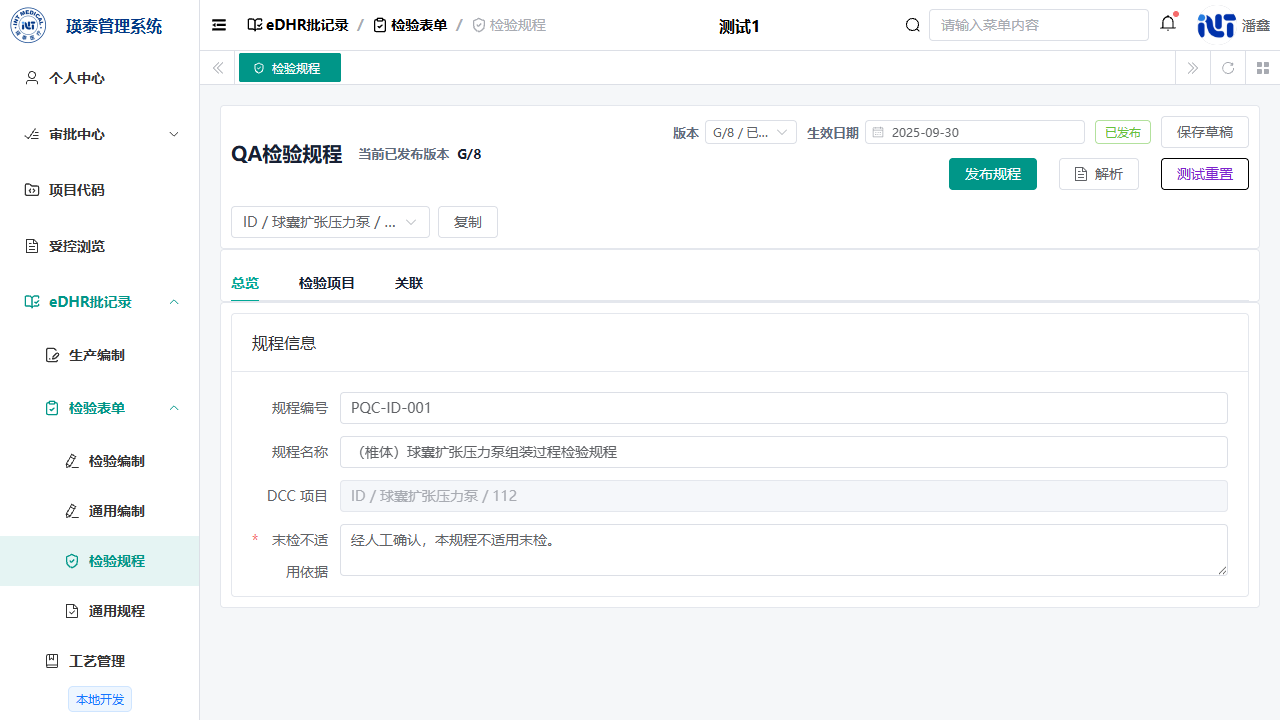 瑛泰管理系统
eDHR批记录 / 检验表单 / 检验规程
测试1
请输入菜单内容
潘鑫
检验规程
个人中心
审批中心
项目代码
受控浏览
eDHR批记录
生产编制
检验表单
检验编制
通用编制
检验规程
通用规程
工艺管理
本地开发
QA检验规程 当前已发布版本 G/8
版本 G/8 / 已... 生效日期 2025-09-30 已发布 保存草稿
发布规程 解析 测试重置
ID / 球囊扩张压力泵 / ... 复制
总览 检验项目 关联
规程信息
规程编号 PQC-ID-001
规程名称 （椎体）球囊扩张压力泵组装过程检验规程
DCC 项目 ID / 球囊扩张压力泵 / 112
* 末检不适用依据 经人工确认，本规程不适用末检。